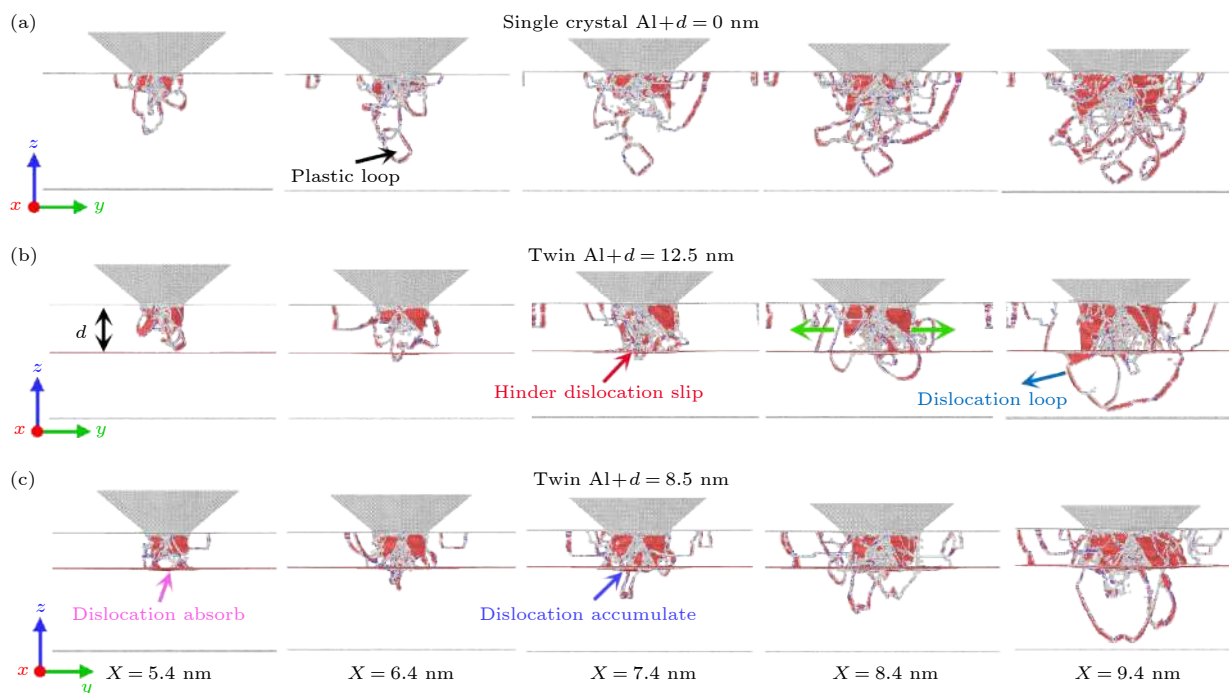 (a)
Single crystal Al+d = 0 nm
Plastic loop
z
x
y
(b)
Twin Al+d = 12.5 nm
d
z
Hinder dislocation slip
Dislocation loop
x
y
(c)
Twin Al+d = 8.5 nm
z
Dislocation absorb
Dislocation accumulate
x
y
X = 5.4 nm
X = 6.4 nm
X = 7.4 nm
X = 8.4 nm
X = 9.4 nm